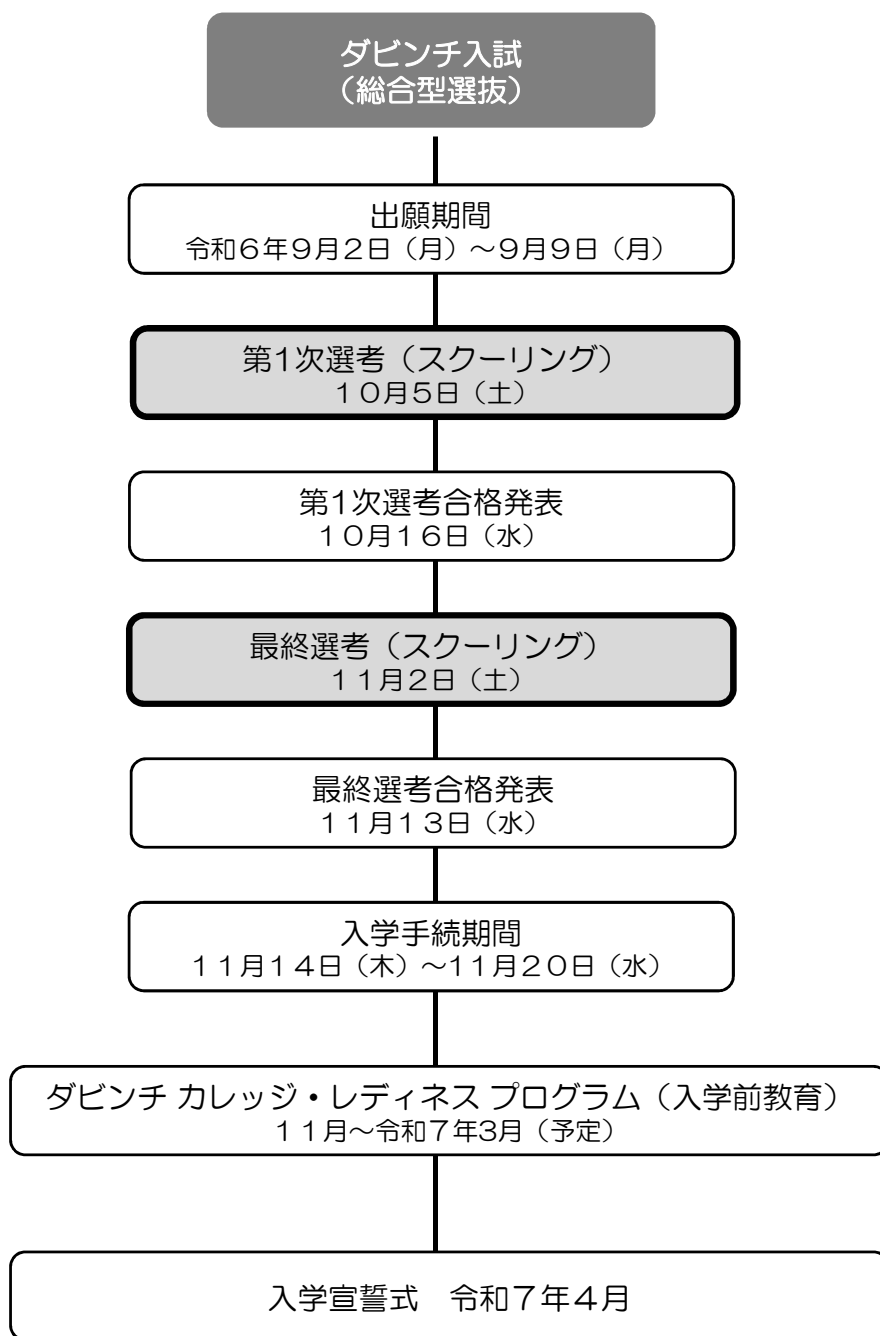 ダビンチ入試
(総合型選抜)
出願期間
令和6年9月2日(月)~9月9日(月)
第1次選考(スクーリング)
10月5日(土)
第1次選考合格発表
10月16日(水)
最終選考(スクーリング)
11月2日(土)
最終選考合格発表
11月13日(水)
入学手続期間
11月14日(木)~11月20日(水)
ダビンチ カレッジ・レディネス プログラム(入学前教育)
11月~令和7年3月(予定)
入学宣誓式 令和7年4月